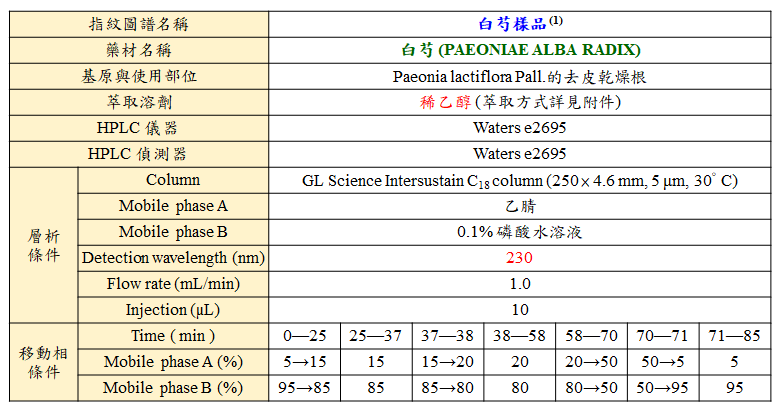 指紋圖譜名稱 白芍樣品(1)
藥材名稱 白芍 (PAEONIAE ALBA RADIX)
基原與使用部位 Paeonia lactiflora Pall.的去皮乾燥根
萃取溶劑 稀乙醇 (萃取方式詳見附件)
HPLC 儀器 Waters e2695
HPLC 偵測器 Waters e2695
層析條件
Column GL Science Intersustain C18 column (250 × 4.6 mm, 5 μm, 30° C)
Mobile phase A 乙腈
Mobile phase B 0.1% 磷酸水溶液
Detection wavelength (nm) 230
Flow rate (mL/min) 1.0
Injection (μL) 10
移動相條件
Time ( min ) 0—25 25—37 37—38 38—58 58—70 70—71 71—85
Mobile phase A (%) 5→15 15 15→20 20 20→50 50→5 5
Mobile phase B (%) 95→85 85 85→80 80 80→50 50→95 95